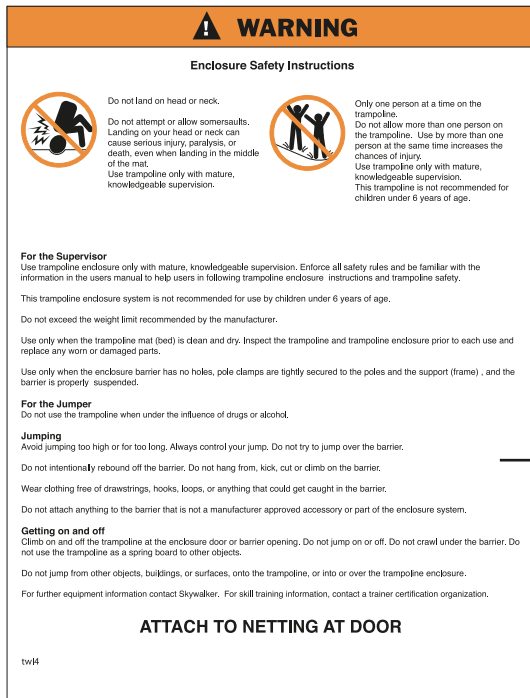 WARNING
Enclosure Safety Instructions
Do not land on head or neck.
Do not attempt or allow somersaults.
Landing on your head or neck can
cause serious injury, paralysis, or
death, even when landing in the middle
of the mat.
Use trampoline only with mature,
knowledgeable supervision.
Only one person at a time on the
trampoline.
Do not allow more than one person on
the trampoline. Use by more than one
person at the same time increases the
chances of injury.
Use trampoline only with mature,
knowledgeable supervision.
This trampoline is not recommended for
children under 6 years of age.
For the Supervisor
Use trampoline enclosure only with mature, knowledgeable supervision. Enforce all safety rules and be familiar with the
information in the users manual to help users in following trampoline enclosure instructions and trampoline safety.
This trampoline enclosure system is not recommended for use by children under 6 years of age.
Do not exceed the weight limit recommended by the manufacturer.
Use only when the trampoline mat (bed) is clean and dry. Inspect the trampoline and trampoline enclosure prior to each use and
replace any worn or damaged parts.
Use only when the enclosure barrier has no holes, pole clamps are tightly secured to the poles and the support (frame) , and the
barrier is properly suspended.
For the Jumper
Do not use the trampoline when under the influence of drugs or alcohol.
Jumping
Avoid jumping too high or for too long. Always control your jump. Do not try to jump over the barrier.
Do not intentionally rebound off the barrier. Do not hang from, kick, cut or climb on the barrier.
Wear clothing free of drawstrings, hooks, loops, or anything that could get caught in the barrier.
Do not attach anything to the barrier that is not a manufacturer approved accessory or part of the enclosure system.
Getting on and off
Climb on and off the trampoline at the enclosure door or barrier opening. Do not jump on or off. Do not crawl under the barrier. Do
not use the trampoline as a spring board to other objects.
Do not jump from other objects, buildings, or surfaces, onto the trampoline, or into or over the trampoline enclosure.
For further equipment information contact Skywalker. For skill training information, contact a trainer certification organization.
ATTACH TO NETTING AT DOOR
twl4